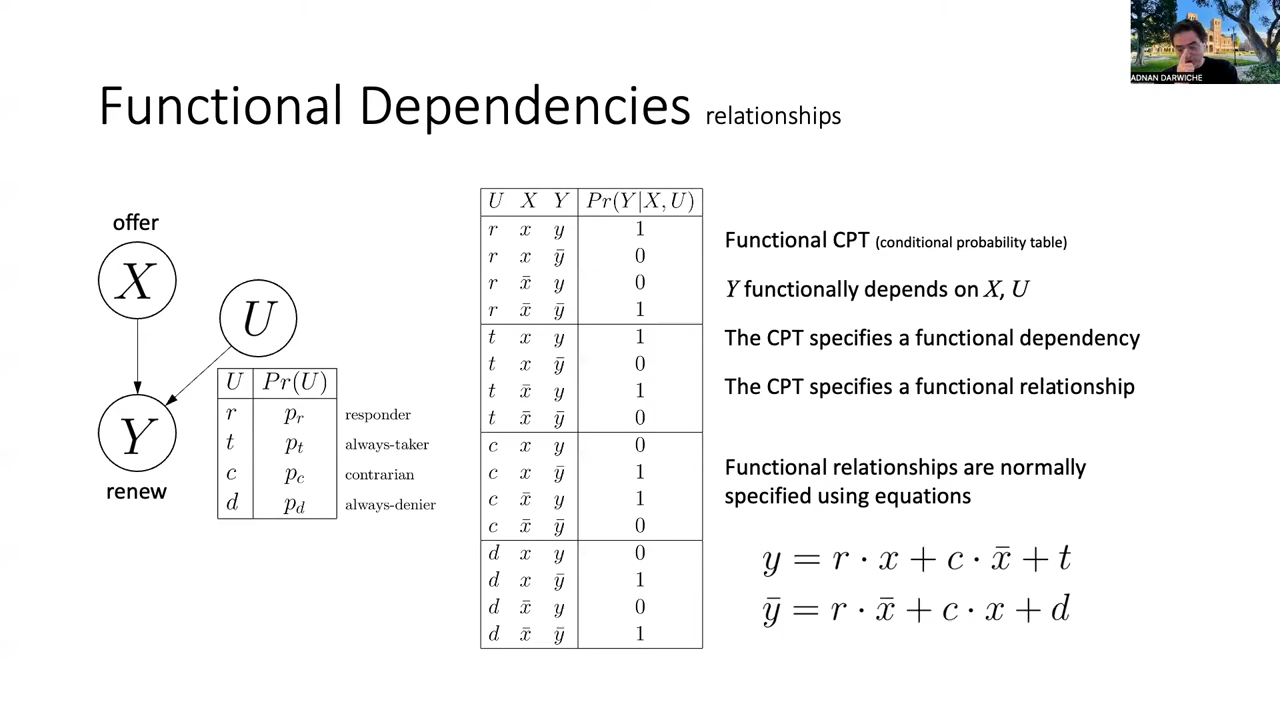 ADNAN DARWICHE
Functional Dependencies relationships
offer
X
U
Y
renew
U Pr(U)
r p_r responder
t p_t always-taker
c p_c contrarian
d p_d always-denier
U X Y Pr(Y|X, U)
r x y 1
r x ȳ 0
r x̄ y 0
r x̄ ȳ 1
t x y 1
t x ȳ 0
t x̄ y 1
t x̄ ȳ 0
c x y 0
c x ȳ 1
c x̄ y 1
c x̄ ȳ 0
d x y 0
d x ȳ 1
d x̄ y 0
d x̄ ȳ 1
Functional CPT (conditional probability table)
Y functionally depends on X, U
The CPT specifies a functional dependency
The CPT specifies a functional relationship
Functional relationships are normally
specified using equations
y = r · x + c · x̄ + t
ȳ = r · x̄ + c · x + d